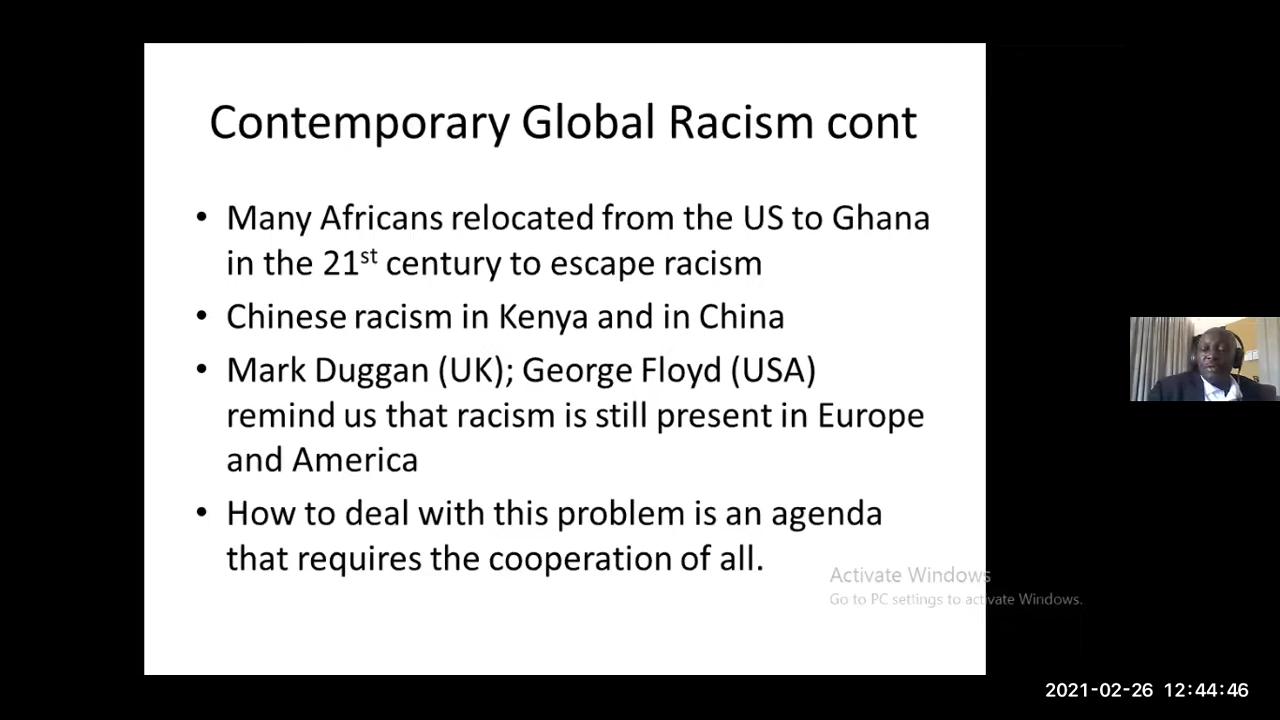 Contemporary Global Racism cont
• Many Africans relocated from the US to Ghana
in the 21st century to escape racism
• Chinese racism in Kenya and in China
• Mark Duggan (UK); George Floyd (USA)
remind us that racism is still present in Europe
and America
• How to deal with this problem is an agenda
that requires the cooperation of all.
Activate Windows
Go to PC settings to activate Windows.
2021-02-26 12:44:46